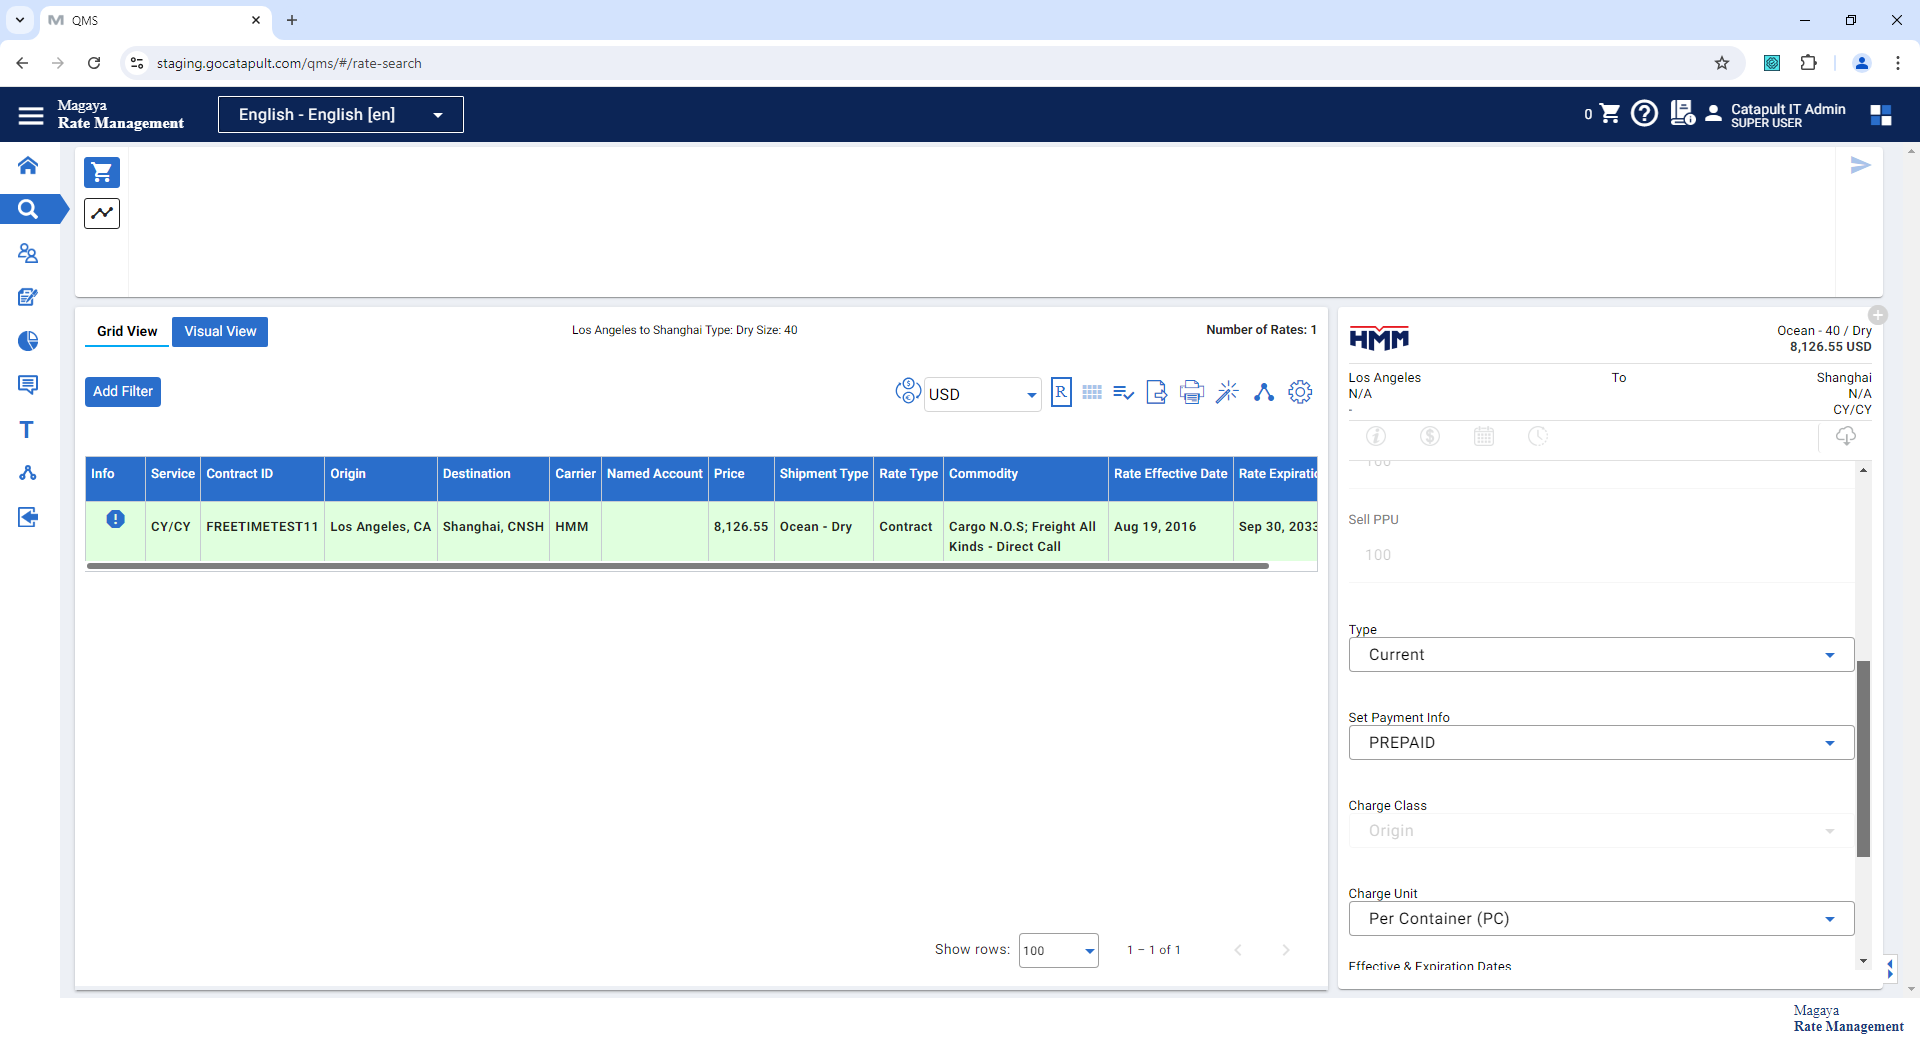 QMS
staging.gocatapult.com/qms/#/rate-search
Magaya
Rate Management
English - English [en]
0
Catapult IT Admin
SUPER USER
Grid View
Visual View
Los Angeles to Shanghai Type: Dry Size: 40
Number of Rates: 1
Add Filter
USD
R
Info
Service
Contract ID
Origin
Destination
Carrier
Named Account
Price
Shipment Type
Rate Type
Commodity
Rate Effective Date
Rate Expiratio
CY/CY
FREETIMETEST11
Los Angeles, CA
Shanghai, CNSH
HMM
8,126.55
Ocean - Dry
Contract
Cargo N.O.S; Freight All
Kinds - Direct Call
Aug 19, 2016
Sep 30, 2033
Show rows:
100
1 – 1 of 1
HMM
Ocean - 40 / Dry
8,126.55 USD
Los Angeles
To
Shanghai
N/A
N/A
-
CY/CY
100
Sell PPU
100
Type
Current
Set Payment Info
PREPAID
Charge Class
Origin
Charge Unit
Per Container (PC)
Effective & Expiration Dates
Magaya
Rate Management
T